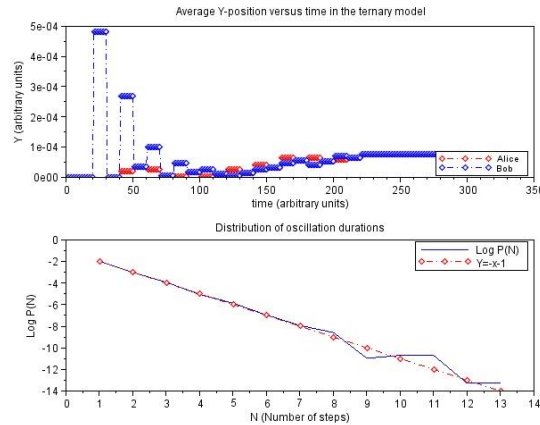 Average Y-position versus time in the ternary model
Y (arbitrary units)
5e-04
4e-04
3e-04
2e-04
1e-04
0e00
0 50 100 150 200 250 300 350
time (arbitrary units)
Alice
Bob
Distribution of oscillation durations
Log P(N)
0
-2
-4
-6
-8
-10
-12
-14
0 1 2 3 4 5 6 7 8 9 10 11 12 13 14
N (Number of steps)
Log P(N)
Y=-x-1